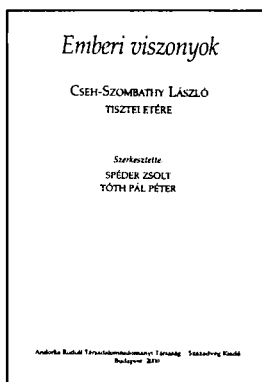 Emberi viszonyok
CSEH-SZOMBATHY LÁSZLÓ
TISZTELETÉRE
Szerkesztette
SPÉDER ZSOLT
TÓTH PÁL PÉTER
Andorka Rudolf Társadalomtudományi Társaság Századvég Kiadó
Budapest 2000